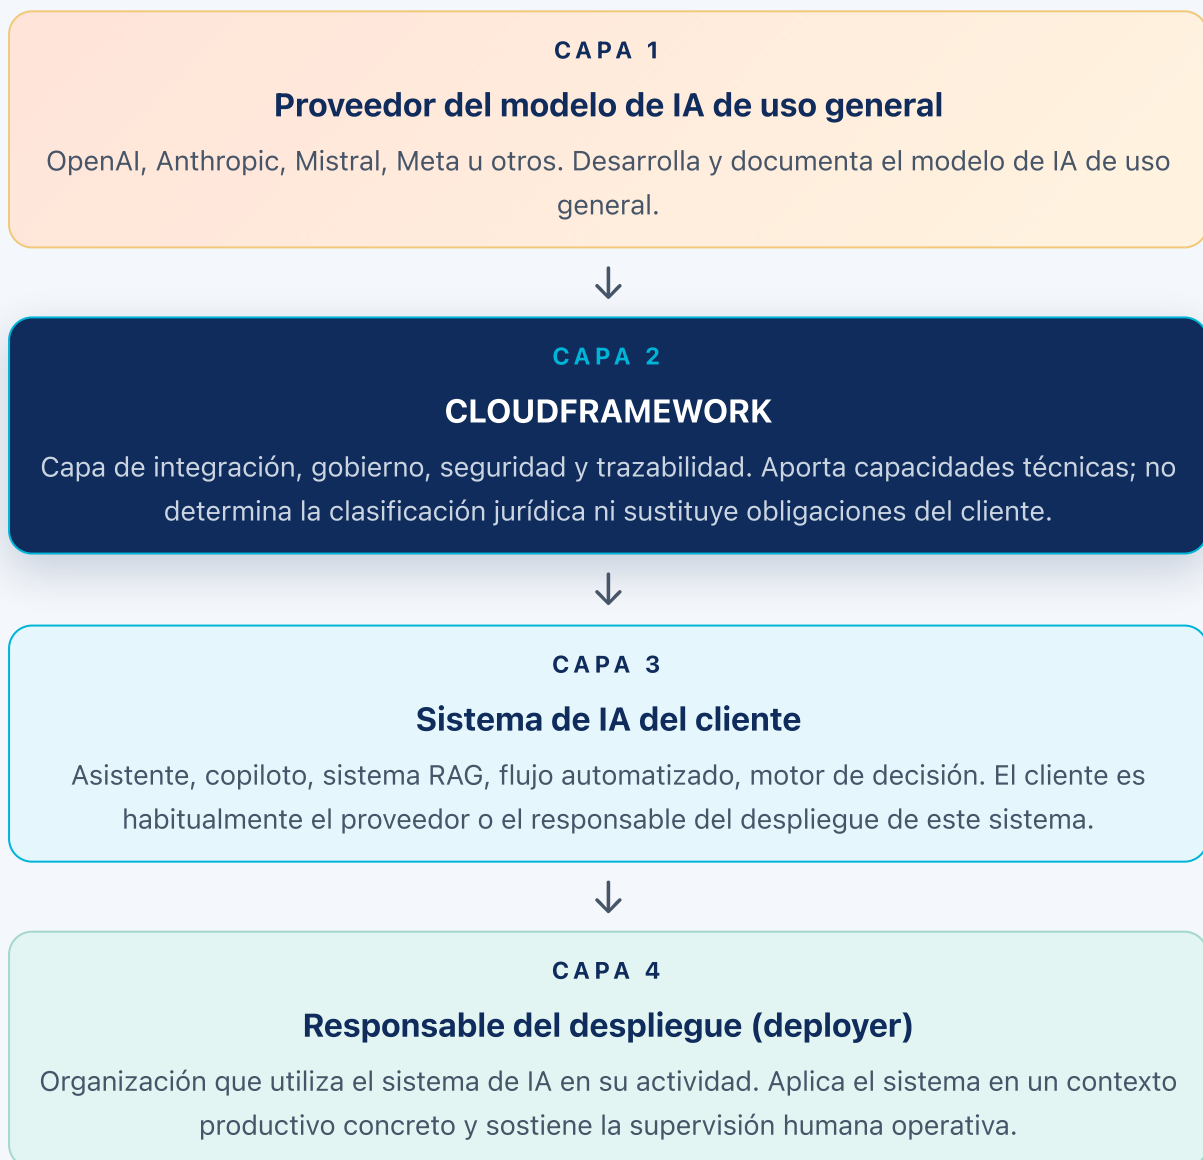 CAPA 1
Proveedor del modelo de IA de uso general
OpenAI, Anthropic, Mistral, Meta u otros. Desarrolla y documenta el modelo de IA de uso
general.
CAPA 2
CLOUDFRAMEWORK
Capa de integración, gobierno, seguridad y trazabilidad. Aporta capacidades técnicas; no
determina la clasificación jurídica ni sustituye obligaciones del cliente.
CAPA 3
Sistema de IA del cliente
Asistente, copiloto, sistema RAG, flujo automatizado, motor de decisión. El cliente es
habitualmente el proveedor o el responsable del despliegue de este sistema.
CAPA 4
Responsable del despliegue (deployer)
Organización que utiliza el sistema de IA en su actividad. Aplica el sistema en un contexto
productivo concreto y sostiene la supervisión humana operativa.